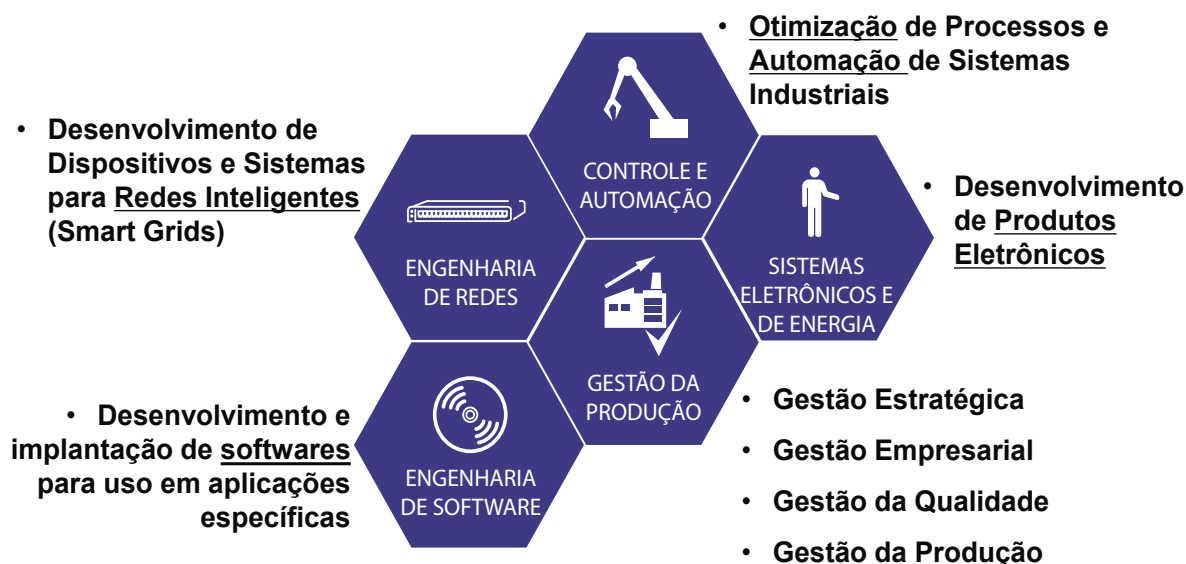 • Otimização de Processos e
Automação de Sistemas
Industriais
• Desenvolvimento de
Dispositivos e Sistemas
para Redes Inteligentes
(Smart Grids)
CONTROLE E
AUTOMAÇÃO
• Desenvolvimento
de Produtos
Eletrônicos
ENGENHARIA
DE REDES
SISTEMAS
ELETRÔNICOS E
DE ENERGIA
GESTÃO DA
PRODUÇÃO
• Desenvolvimento e
implantação de softwares
para uso em aplicações
específicas
ENGENHARIA
DE SOFTWARE
• Gestão Estratégica
• Gestão Empresarial
• Gestão da Qualidade
• Gestão da Produção